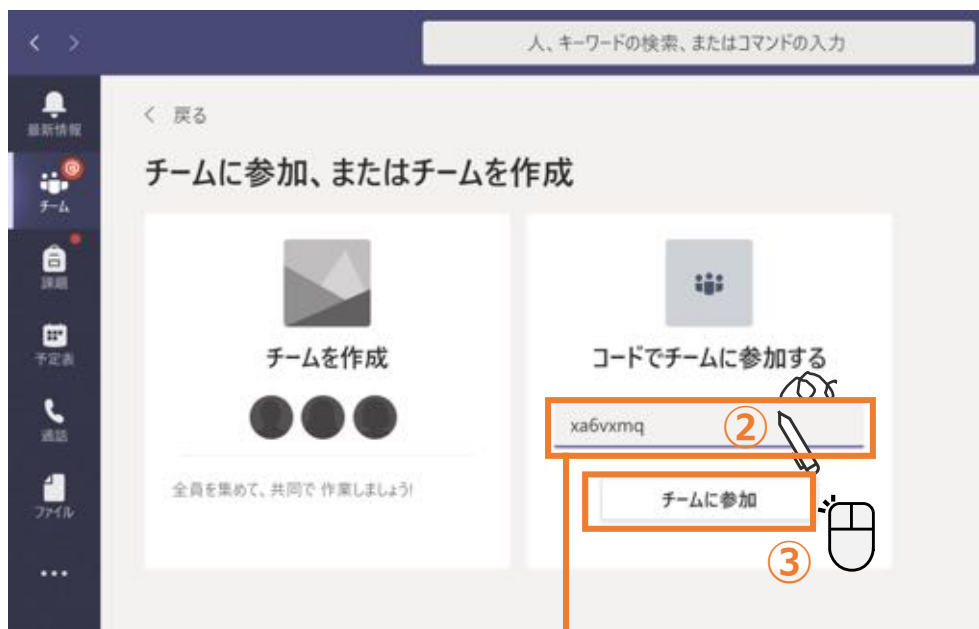 人、キーワードの検索、またはコマンドの入力
最新情報
チーム
課題
予定表
通話
ファイル
戻る
チームに参加、またはチームを作成
チームを作成
全員を集めて、共同で 作業しましょう!
コードでチームに参加する
xa6vxmq
②
チームに参加
③